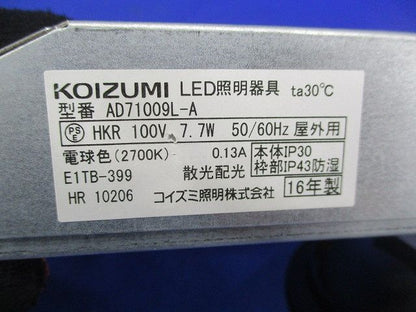 KOIZUMI LED照明器具 ta30℃
型番 AD71009L-A
PSE HKR 100V 7.7W 50/60Hz 屋外用
電球色(2700K) 0.13A 本体IP30
E1TB-399 散光配光 枠部IP43防湿
HR 10206 コイズミ照明株式会社 16年製